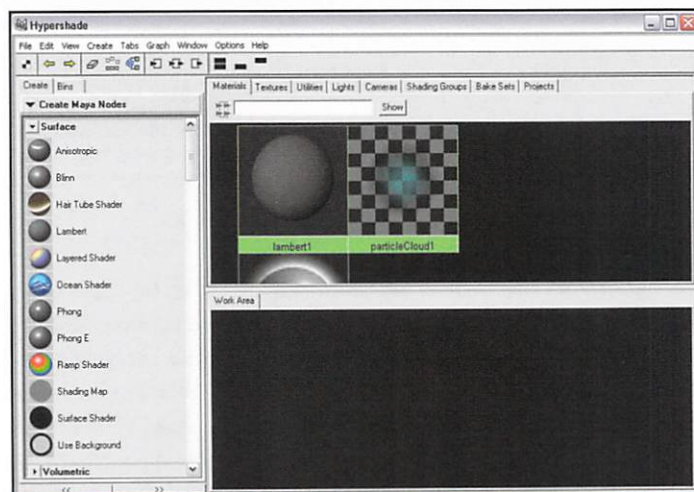 Hypershade
File Edit View Create Tabs Graph Window Options Help
Create Bins
Materials Textures Utilities Lights Cameras Shading Groups Bake Sets Projects
Create Maya Nodes
Show
Surface
Anisotropic
Blinn
Hair Tube Shader
Lambert
Layered Shader
Ocean Shader
Phong
Phong E
Ramp Shader
Shading Map
Surface Shader
Use Background
Volumetric
<< >>
lambert1 particleCloud1
Work Area